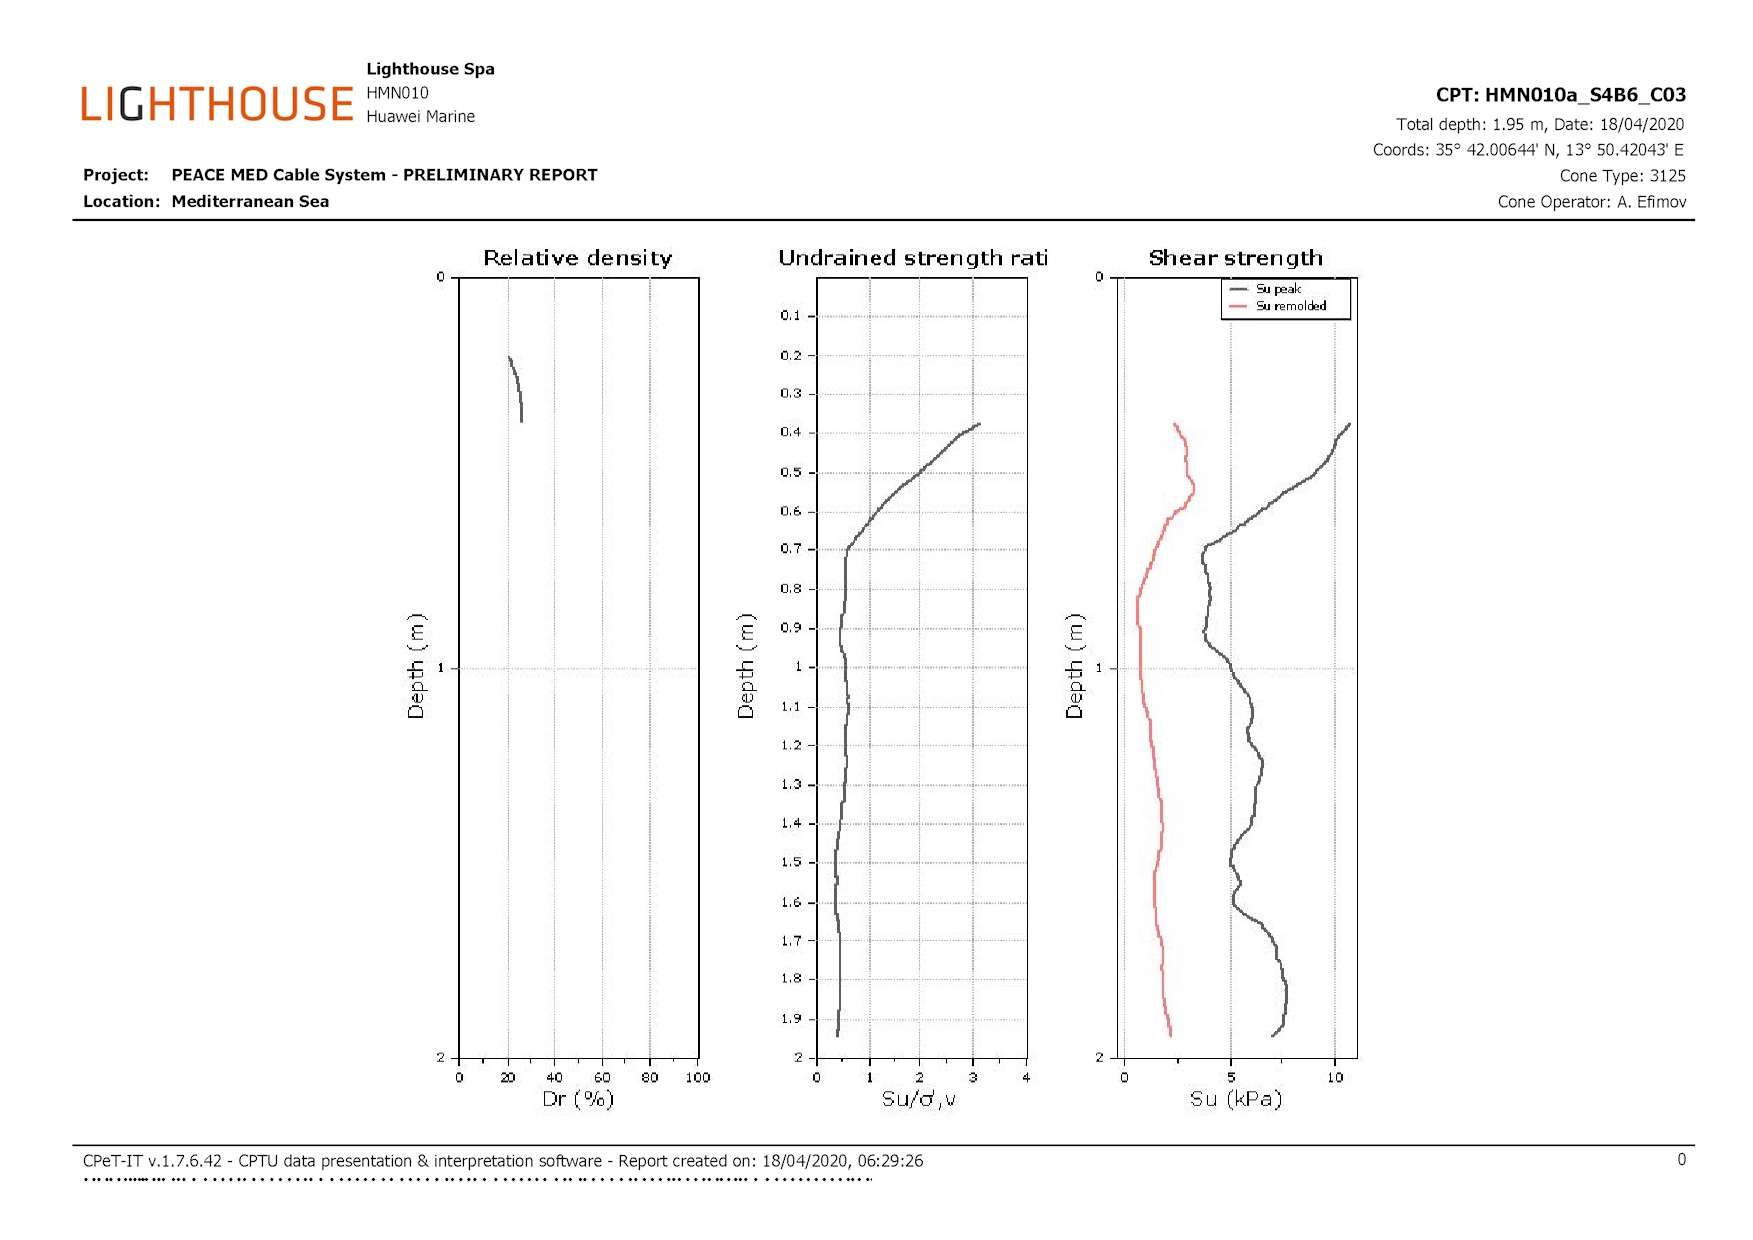 LIGHTHOUSE
Lighthouse Spa
HMN010
Huawei Marine
Project: PEACE MED Cable System - PRELIMINARY REPORT
Location: Mediterranean Sea
CPT: HMN010a_S4B6_C03
Total depth: 1.95 m, Date: 18/04/2020
Coords: 35° 42.00644' N, 13° 50.42043' E
Cone Type: 3125
Cone Operator: A. Efimov
Relative density
0
1
2
Depth (m)
0 20 40 60 80 100
Dr (%)
Undrained strength rati
0.1
0.2
0.3
0.4
0.5
0.6
0.7
0.8
0.9
1
1.1
1.2
1.3
1.4
1.5
1.6
1.7
1.8
1.9
2
Depth (m)
0 1 2 3 4
Su/σ',v
Shear strength
Su peak
Su remolded
0
1
2
Depth (m)
0 5 10
Su (kPa)
CPeT-IT v.1.7.6.42 - CPTU data presentation & interpretation software - Report created on: 18/04/2020, 06:29:26
0